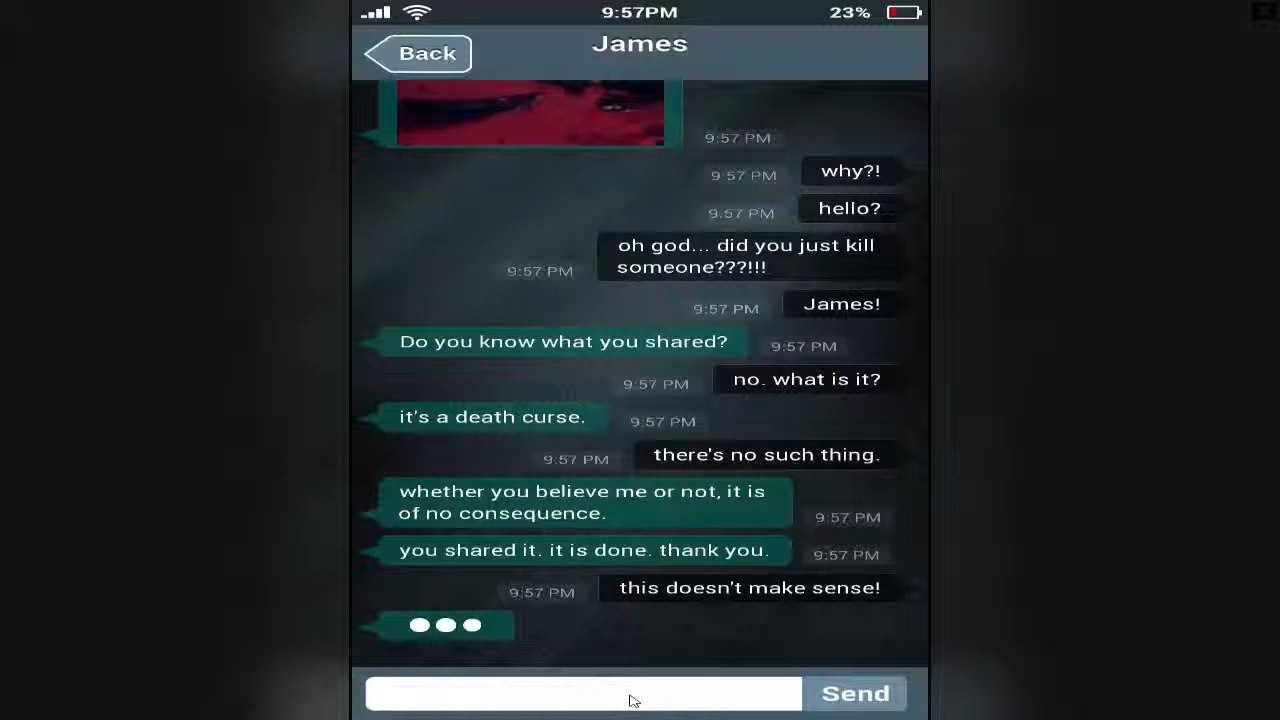 9:57PM
23%
Back
James
9:57 PM
9:57 PM
why?!
9:57 PM
hello?
oh god... did you just kill
someone???!!!
9:57 PM
9:57 PM
James!
Do you know what you shared?
9:57 PM
9:57 PM
no. what is it?
it's a death curse.
9:57 PM
9:57 PM
there's no such thing.
whether you believe me or not, it is
of no consequence.
9:57 PM
you shared it. it is done. thank you.
9:57 PM
9:57 PM
this doesn't make sense!
Send